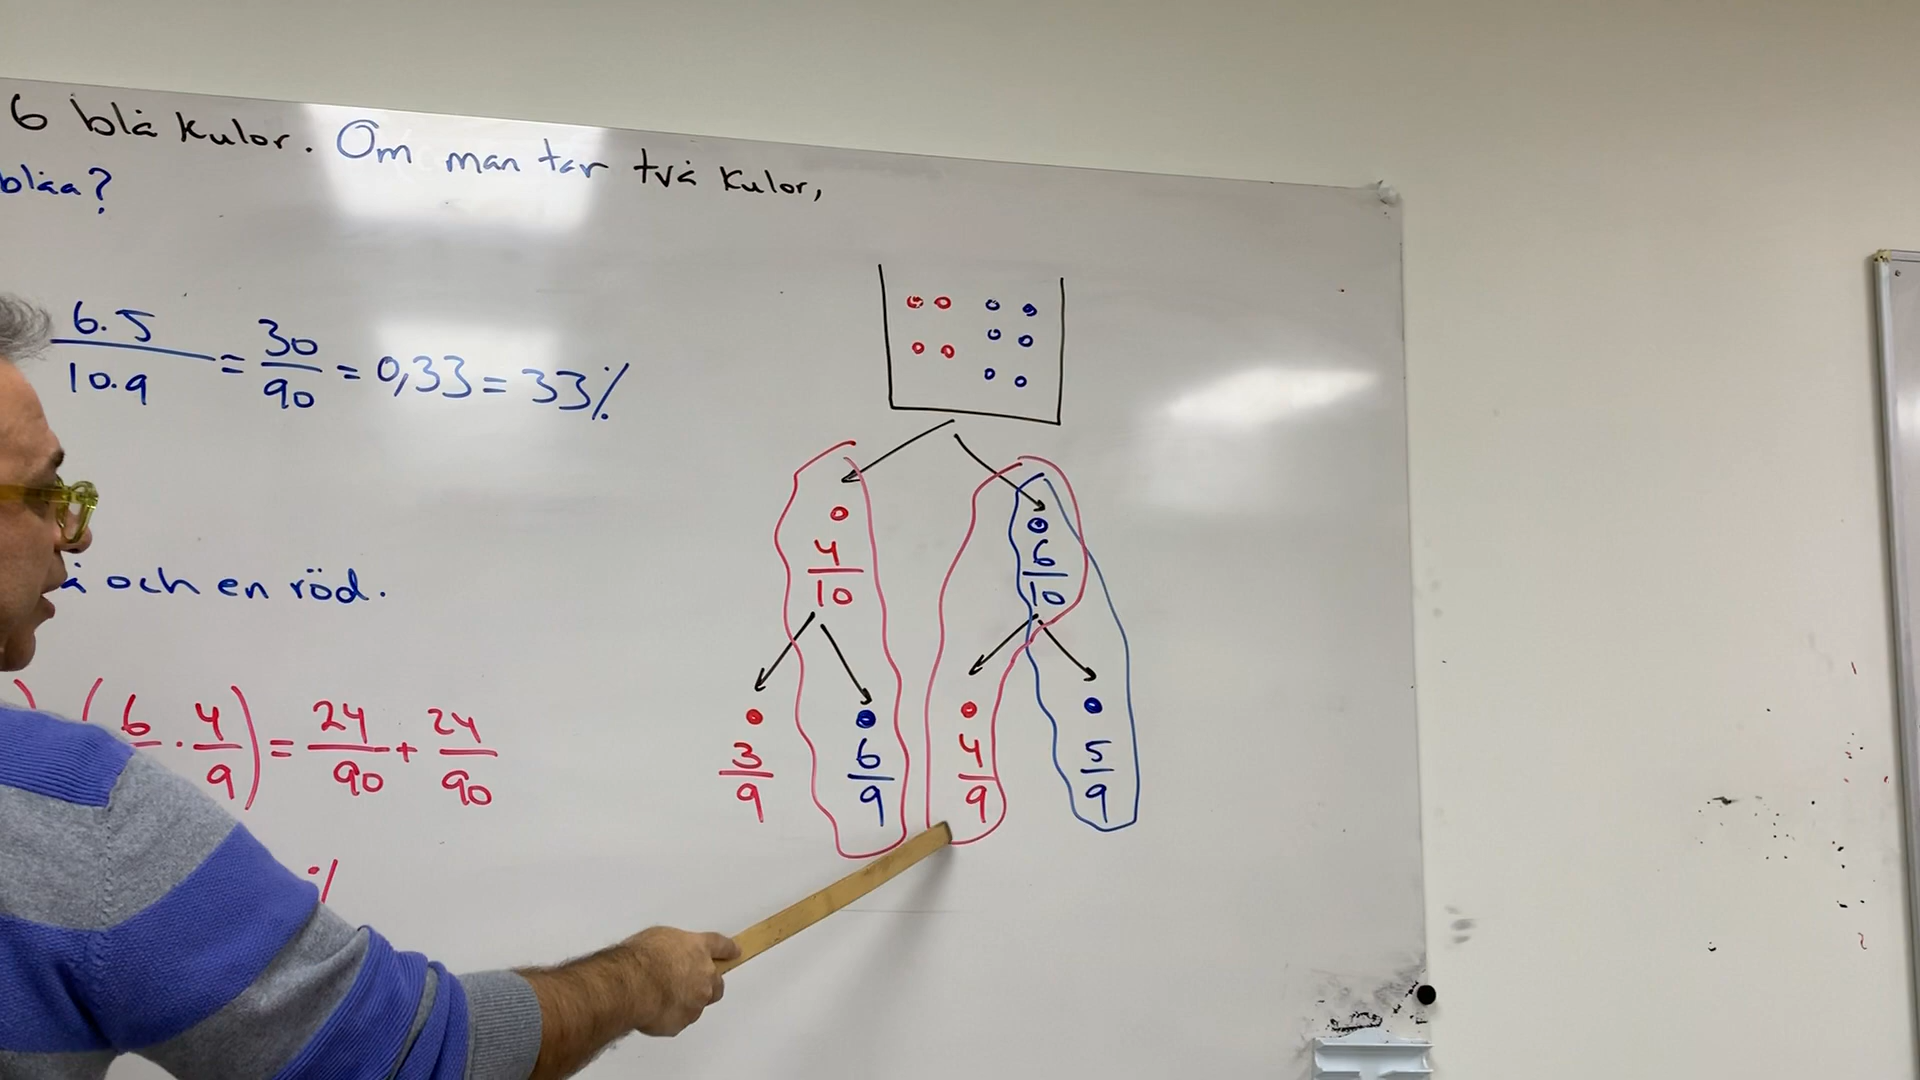 6 blå kulor. Om man tar två kulor,
blåa?
6.5 / 10.9 = 30 / 90 = 0,33 = 33%
å och en röd.
) (6 · 4 / 9) = 24 / 90 + 24 / 90
%
4 / 10
6 / 10
3 / 9
6 / 9
4 / 9
5 / 9